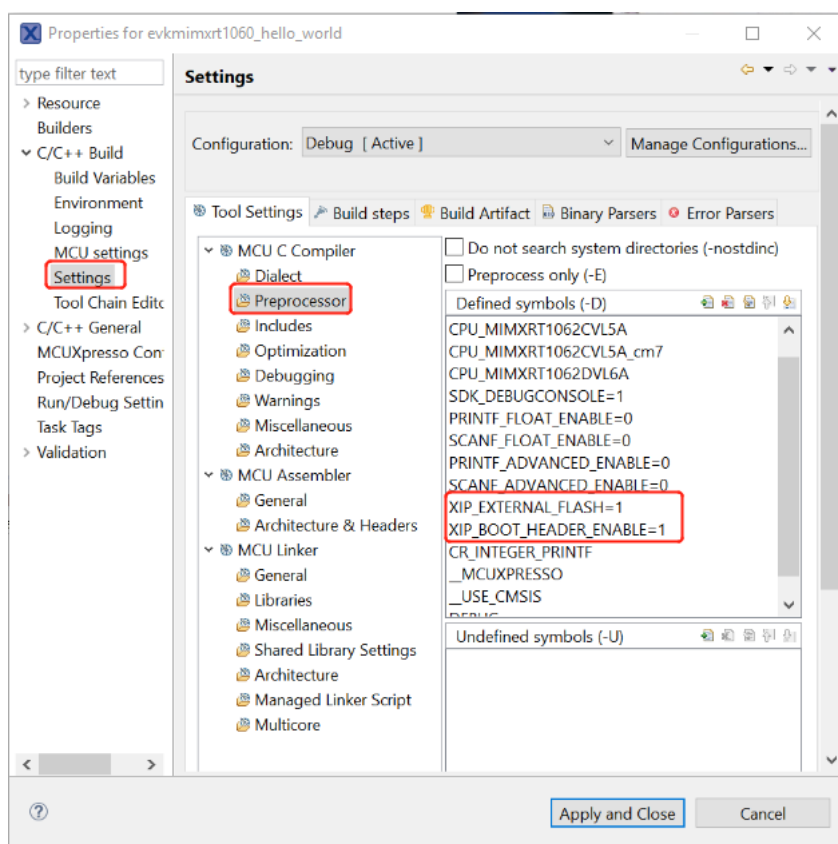 Properties for evkmimxrt1060_hello_world
type filter text
Resource
Builders
C/C++ Build
Build Variables
Environment
Logging
MCU settings
Settings
Tool Chain Editc
C/C++ General
MCUXpresso Con
Project References
Run/Debug Settin
Task Tags
Validation
Settings
Configuration: Debug [ Active ] Manage Configurations...
Tool Settings Build steps Build Artifact Binary Parsers Error Parsers
MCU C Compiler
Dialect
Preprocessor
Includes
Optimization
Debugging
Warnings
Miscellaneous
Architecture
MCU Assembler
General
Architecture & Headers
MCU Linker
General
Libraries
Miscellaneous
Shared Library Settings
Architecture
Managed Linker Script
Multicore
Do not search system directories (-nostdinc)
Preprocess only (-E)
Defined symbols (-D)
CPU_MIMXRT1062CVL5A
CPU_MIMXRT1062CVL5A_cm7
CPU_MIMXRT1062DVL6A
SDK_DEBUGCONSOLE=1
PRINTF_FLOAT_ENABLE=0
SCANF_FLOAT_ENABLE=0
PRINTF_ADVANCED_ENABLE=0
SCANF_ADVANCED_ENABLE=0
XIP_EXTERNAL_FLASH=1
XIP_BOOT_HEADER_ENABLE=1
CR_INTEGER_PRINTF
__MCUXPRESSO
__USE_CMSIS
DEBUG
Undefined symbols (-U)
Apply and Close Cancel